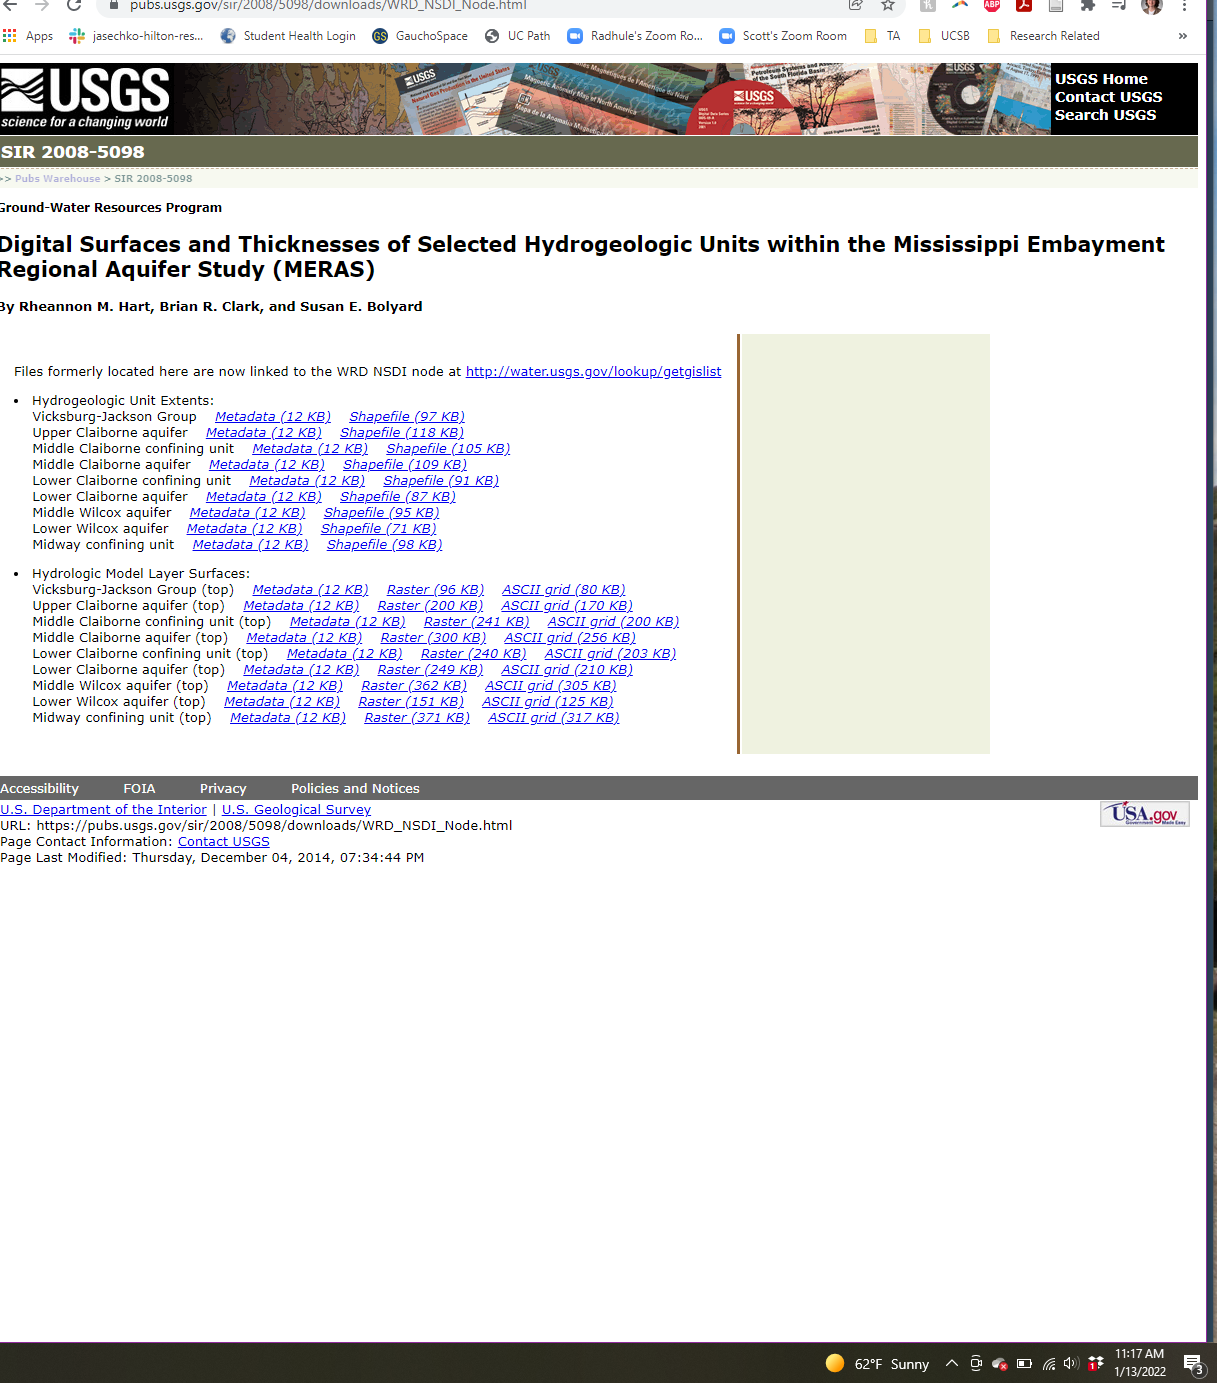 pubs.usgs.gov/sir/2008/5098/downloads/WRD_NSDI_Node.html
ABP
Apps jasechko-hilton-res... Student Health Login GS GauchoSpace UC Path Radhule's Zoom Ro... Scott's Zoom Room TA UCSB Research Related »
USGS
science for a changing world
USGS Home
Contact USGS
Search USGS
SIR 2008-5098
>> Pubs Warehouse > SIR 2008-5098
Ground-Water Resources Program
Digital Surfaces and Thicknesses of Selected Hydrogeologic Units within the Mississippi Embayment
Regional Aquifer Study (MERAS)
By Rheannon M. Hart, Brian R. Clark, and Susan E. Bolyard
Files formerly located here are now linked to the WRD NSDI node at http://water.usgs.gov/lookup/getgislist
• Hydrogeologic Unit Extents:
Vicksburg-Jackson Group Metadata (12 KB) Shapefile (97 KB)
Upper Claiborne aquifer Metadata (12 KB) Shapefile (118 KB)
Middle Claiborne confining unit Metadata (12 KB) Shapefile (105 KB)
Middle Claiborne aquifer Metadata (12 KB) Shapefile (109 KB)
Lower Claiborne confining unit Metadata (12 KB) Shapefile (91 KB)
Lower Claiborne aquifer Metadata (12 KB) Shapefile (87 KB)
Middle Wilcox aquifer Metadata (12 KB) Shapefile (95 KB)
Lower Wilcox aquifer Metadata (12 KB) Shapefile (71 KB)
Midway confining unit Metadata (12 KB) Shapefile (98 KB)
• Hydrologic Model Layer Surfaces:
Vicksburg-Jackson Group (top) Metadata (12 KB) Raster (96 KB) ASCII grid (80 KB)
Upper Claiborne aquifer (top) Metadata (12 KB) Raster (200 KB) ASCII grid (170 KB)
Middle Claiborne confining unit (top) Metadata (12 KB) Raster (241 KB) ASCII grid (200 KB)
Middle Claiborne aquifer (top) Metadata (12 KB) Raster (300 KB) ASCII grid (256 KB)
Lower Claiborne confining unit (top) Metadata (12 KB) Raster (240 KB) ASCII grid (203 KB)
Lower Claiborne aquifer (top) Metadata (12 KB) Raster (249 KB) ASCII grid (210 KB)
Middle Wilcox aquifer (top) Metadata (12 KB) Raster (362 KB) ASCII grid (305 KB)
Lower Wilcox aquifer (top) Metadata (12 KB) Raster (151 KB) ASCII grid (125 KB)
Midway confining unit (top) Metadata (12 KB) Raster (371 KB) ASCII grid (317 KB)
Accessibility FOIA Privacy Policies and Notices
U.S. Department of the Interior | U.S. Geological Survey
USA.gov
Government Made Easy
URL: https://pubs.usgs.gov/sir/2008/5098/downloads/WRD_NSDI_Node.html
Page Contact Information: Contact USGS
Page Last Modified: Thursday, December 04, 2014, 07:34:44 PM
62°F Sunny
1
11:17 AM
1/13/2022
3